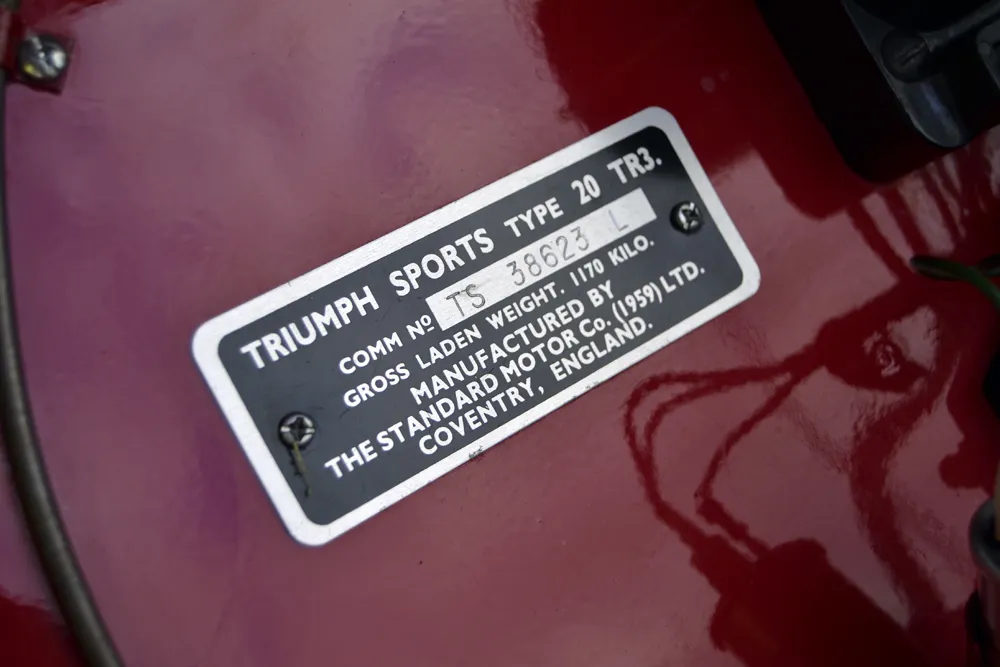 TRIUMPH SPORTS TYPE 20 TR3.
COMM Nº TS 38623 L
GROSS LADEN WEIGHT. 1170 KILO.
MANUFACTURED BY
THE STANDARD MOTOR Co. (1959) LTD.
COVENTRY, ENGLAND.